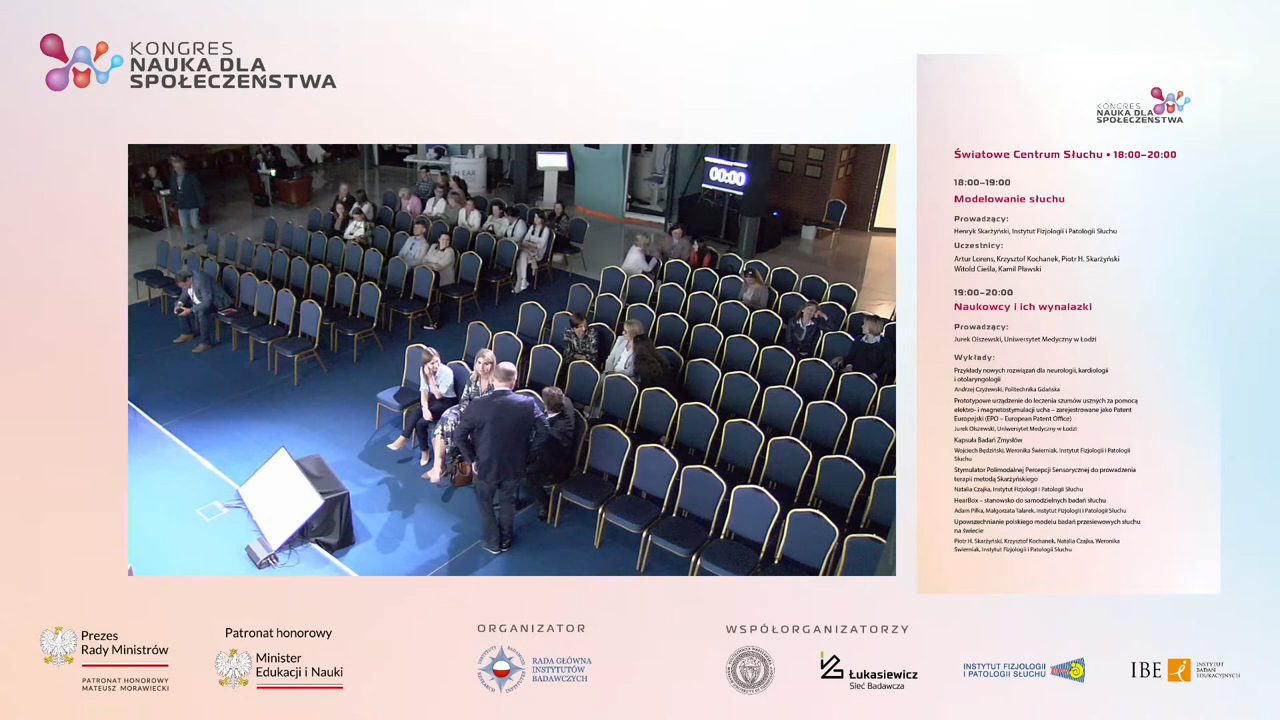 KONGRES
NAUKA DLA
SPOŁECZEŃSTWA
KONGRES
NAUKA DLA
SPOŁECZEŃSTWA
Światowe Centrum Słuchu • 18:00–20:00
18:00–19:00
Modelowanie słuchu
Prowadzący:
Henryk Skarżyński, Instytut Fizjologii i Patologii Słuchu
Uczestnicy:
Artur Lorens, Krzysztof Kochanek, Piotr H. Skarżyński
Witold Cieśla, Kamil Pławski
19:00–20:00
Naukowcy i ich wynalazki
Prowadzący:
Jurek Olszewski, Uniwersytet Medyczny w Łodzi
Wykłady:
Przykłady nowych rozwiązań dla neurologii, kardiologii
i otolaryngologii
Andrzej Czyżewski, Politechnika Gdańska
Prototypowe urządzenie do leczenia szumów usznych za pomocą
elektro- i magnetostymulacji ucha – zarejestrowane jako Patent
Europejski (EPO – European Patent Office)
Jurek Olszewski, Uniwersytet Medyczny w Łodzi
Kapsuła Badań Zmysłów
Wojciech Będziński, Weronika Świerniak, Instytut Fizjologii i Patologii
Słuchu
Stymulator Polimodalnej Percepcji Sensorycznej do prowadzenia
terapii metodą Skarżyńskiego
Natalia Czajka, Instytut Fizjologii i Patologii Słuchu
HearBox – stanowsko do samodzielnych badań słuchu
Adam Piłka, Małgorzata Talarek, Instytut Fizjologii i Patologii Słuchu
Upowszechnianie polskiego modelu badań przesiewowych słuchu
na świecie
Piotr H. Skarżyński, Krzysztof Kochanek, Natalia Czajka, Weronika
Świerniak, Instytut Fizjologii i Patologii Słuchu
00:00
Prezes
Rady Ministrów
PATRONAT HONOROWY
MATEUSZ MORAWIECKI
Patronat honorowy
Minister
Edukacji i Nauki
ORGANIZATOR
RADA GŁÓWNA
INSTYTUTÓW
BADAWCZYCH
WSPÓŁORGANIZATORZY
Łukasiewicz
Sieć Badawcza
INSTYTUT FIZJOLOGII
I PATOLOGII SŁUCHU
IBE
INSTYTUT
BADAŃ
EDUKACYJNYCH